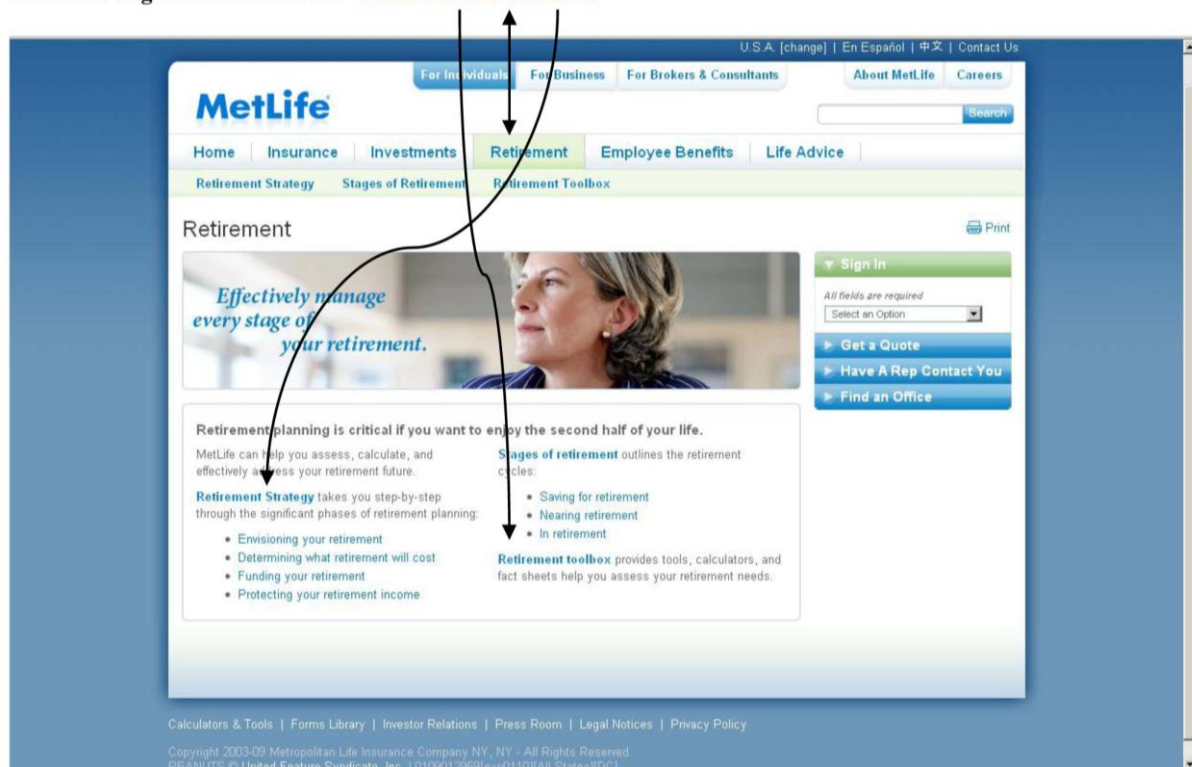 U.S.A. [change] | En Español | 中文 | Contact Us
For Individuals For Business For Brokers & Consultants About MetLife Careers
MetLife
Search
Home Insurance Investments Retirement Employee Benefits Life Advice
Retirement Strategy Stages of Retirement Retirement Toolbox
Retirement
Print
Effectively manage
every stage of
your retirement.
Sign In
All fields are required
Select an Option
Get a Quote
Have A Rep Contact You
Find an Office
Retirement planning is critical if you want to enjoy the second half of your life.
MetLife can help you assess, calculate, and
effectively address your retirement future.
Retirement Strategy takes you step-by-step
through the significant phases of retirement planning:
• Envisioning your retirement
• Determining what retirement will cost
• Funding your retirement
• Protecting your retirement income
Stages of retirement outlines the retirement
cycles:
• Saving for retirement
• Nearing retirement
• In retirement
Retirement toolbox provides tools, calculators, and
fact sheets help you assess your retirement needs.
Calculators & Tools | Forms Library | Investor Relations | Press Room | Legal Notices | Privacy Policy
Copyright 2003-09 Metropolitan Life Insurance Company NY, NY - All Rights Reserved.
PEANUTS © United Feature Syndicate, Inc.